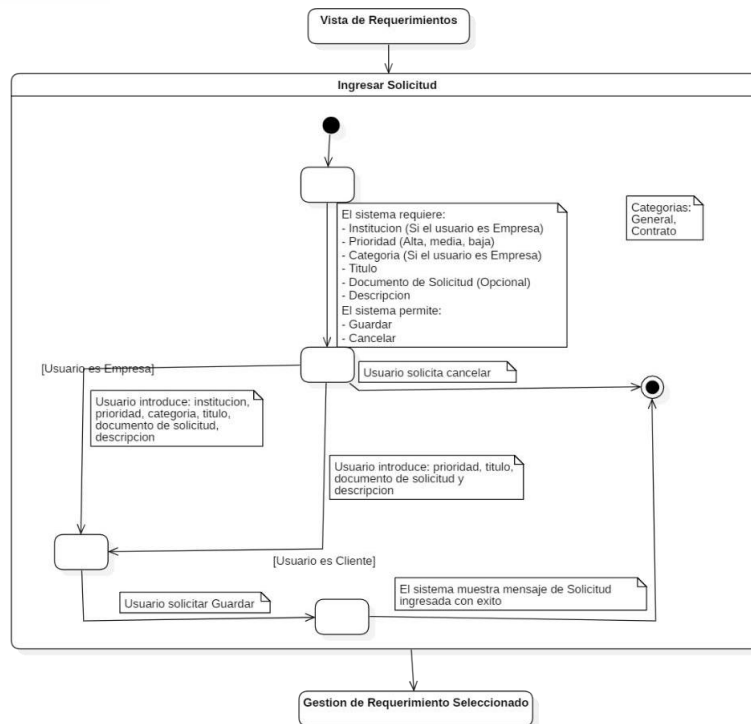 Vista de Requerimientos
Ingresar Solicitud
El sistema requiere:
- Institucion (Si el usuario es Empresa)
- Prioridad (Alta, media, baja)
- Categoria (Si el usuario es Empresa)
- Titulo
- Documento de Solicitud (Opcional)
- Descripcion
El sistema permite:
- Guardar
- Cancelar
Categorias:
General,
Contrato
[Usuario es Empresa]
Usuario solicita cancelar
Usuario introduce: institucion,
prioridad, categoria, titulo,
documento de solicitud,
descripcion
Usuario introduce: prioridad, titulo,
documento de solicitud y
descripcion
[Usuario es Cliente]
Usuario solicitar Guardar
El sistema muestra mensaje de Solicitud
ingresada con exito
Gestion de Requerimiento Seleccionado